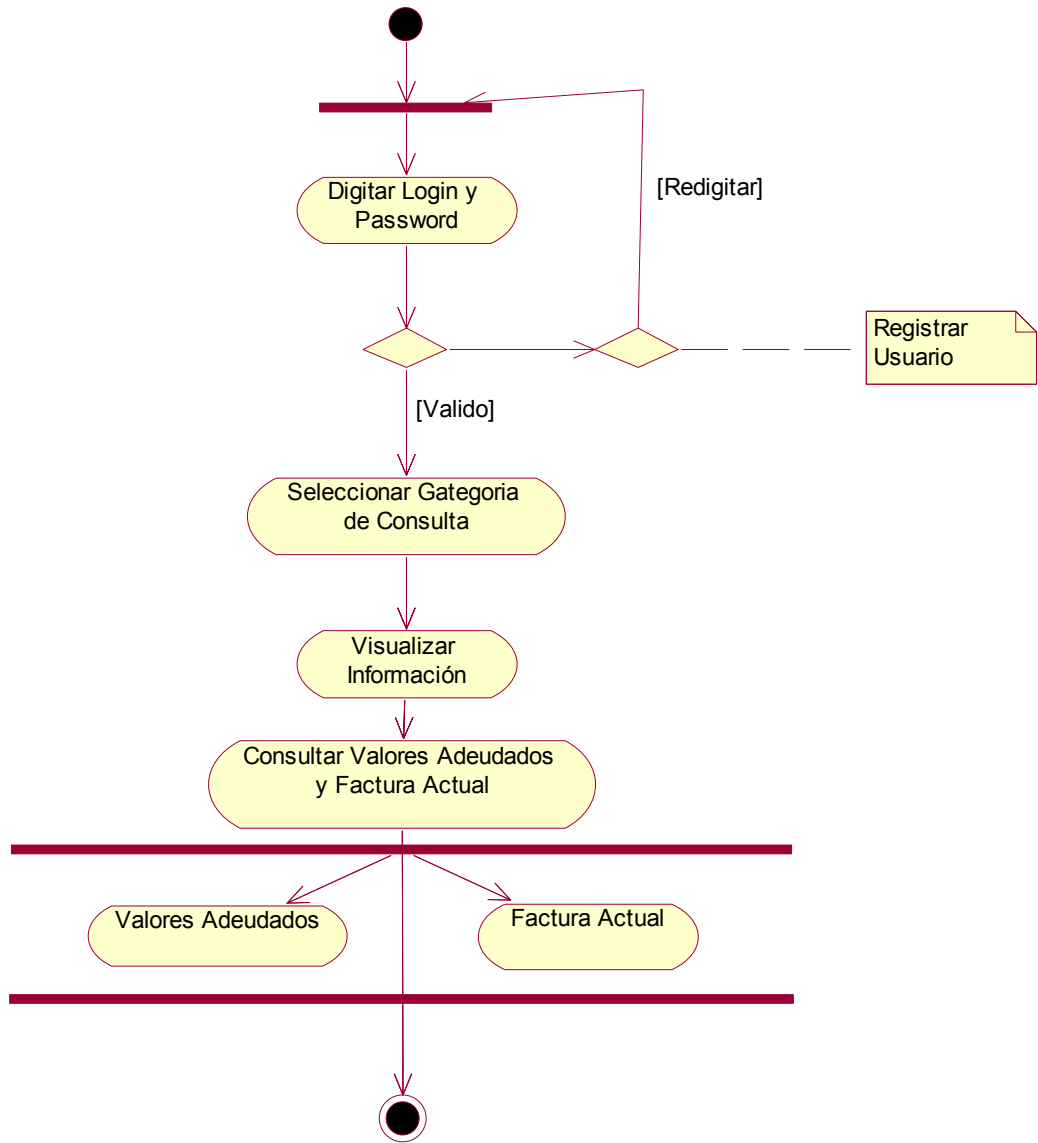 Digitar Login y
Password
[Redigitar]
Registrar
Usuario
[Valido]
Seleccionar Gategoria
de Consulta
Visualizar
Información
Consultar Valores Adeudados
y Factura Actual
Valores Adeudados
Factura Actual